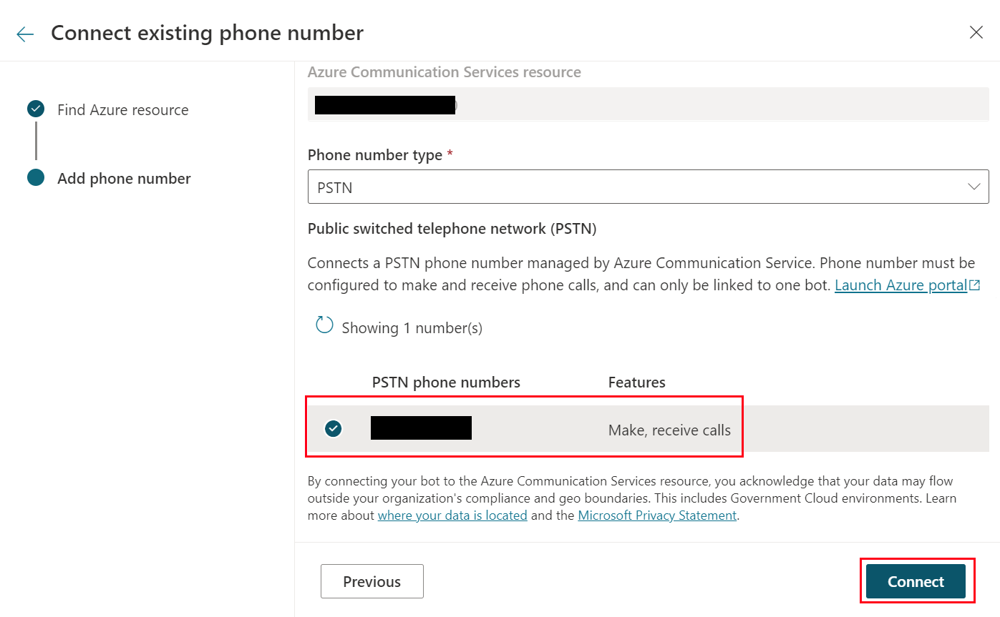 Connect existing phone number
Find Azure resource
Add phone number
Azure Communication Services resource
)
Phone number type *
PSTN
Public switched telephone network (PSTN)
Connects a PSTN phone number managed by Azure Communication Service. Phone number must be
configured to make and receive phone calls, and can only be linked to one bot. Launch Azure portal
Showing 1 number(s)
PSTN phone numbers Features
Make, receive calls
By connecting your bot to the Azure Communication Services resource, you acknowledge that your data may flow
outside your organization's compliance and geo boundaries. This includes Government Cloud environments. Learn
more about where your data is located and the Microsoft Privacy Statement.
Previous
Connect